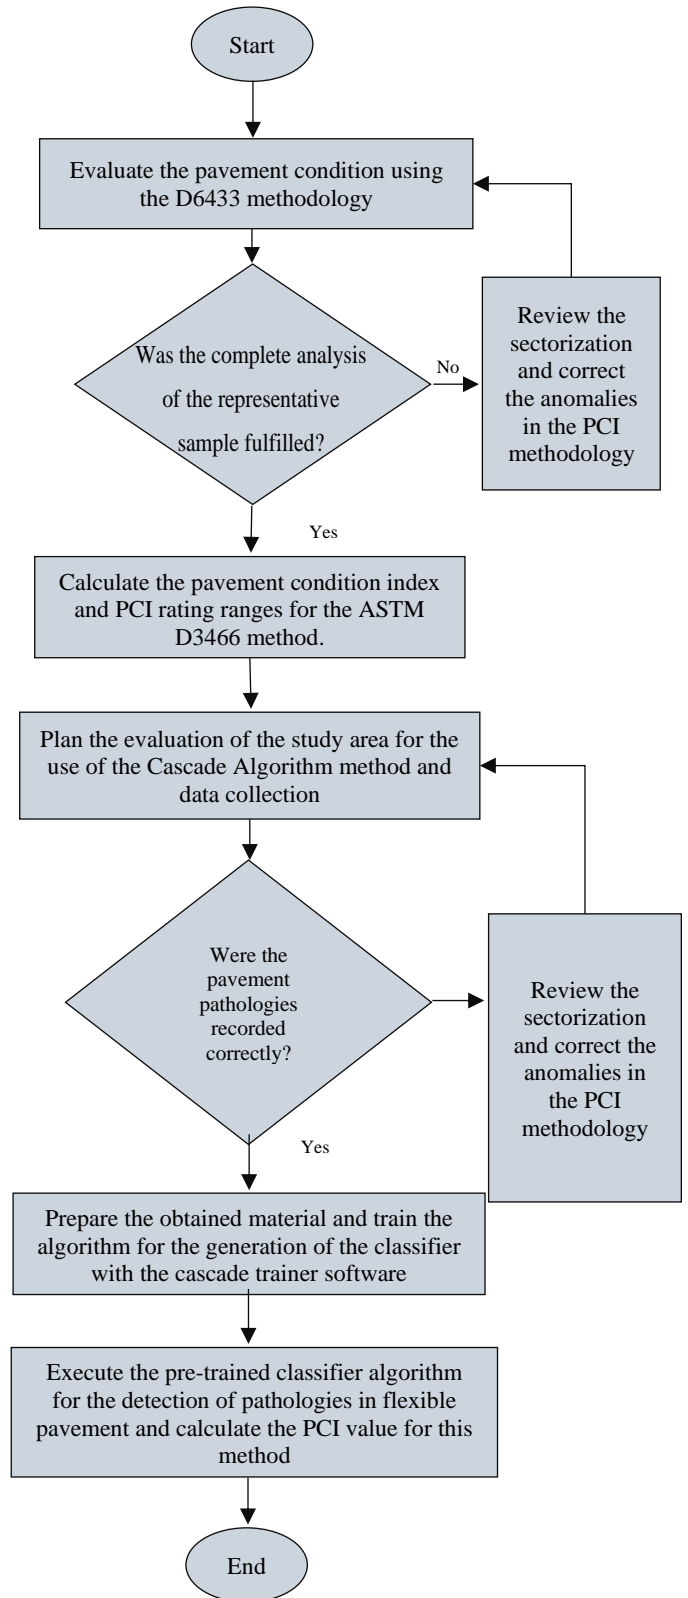 Start
Evaluate the pavement condition using
the D6433 methodology
Was the complete analysis
of the representative
sample fulfilled?
No
Review the
sectorization
and correct
the anomalies
in the PCI
methodology
Yes
Calculate the pavement condition index
and PCI rating ranges for the ASTM
D3466 method.
Plan the evaluation of the study area for the
use of the Cascade Algorithm method and
data collection
Were the
pavement
pathologies
recorded
correctly?
Review the
sectorization
and correct the
anomalies in
the PCI
methodology
Yes
Prepare the obtained material and train the
algorithm for the generation of the classifier
with the cascade trainer software
Execute the pre-trained classifier algorithm
for the detection of pathologies in flexible
pavement and calculate the PCI value for this
method
End